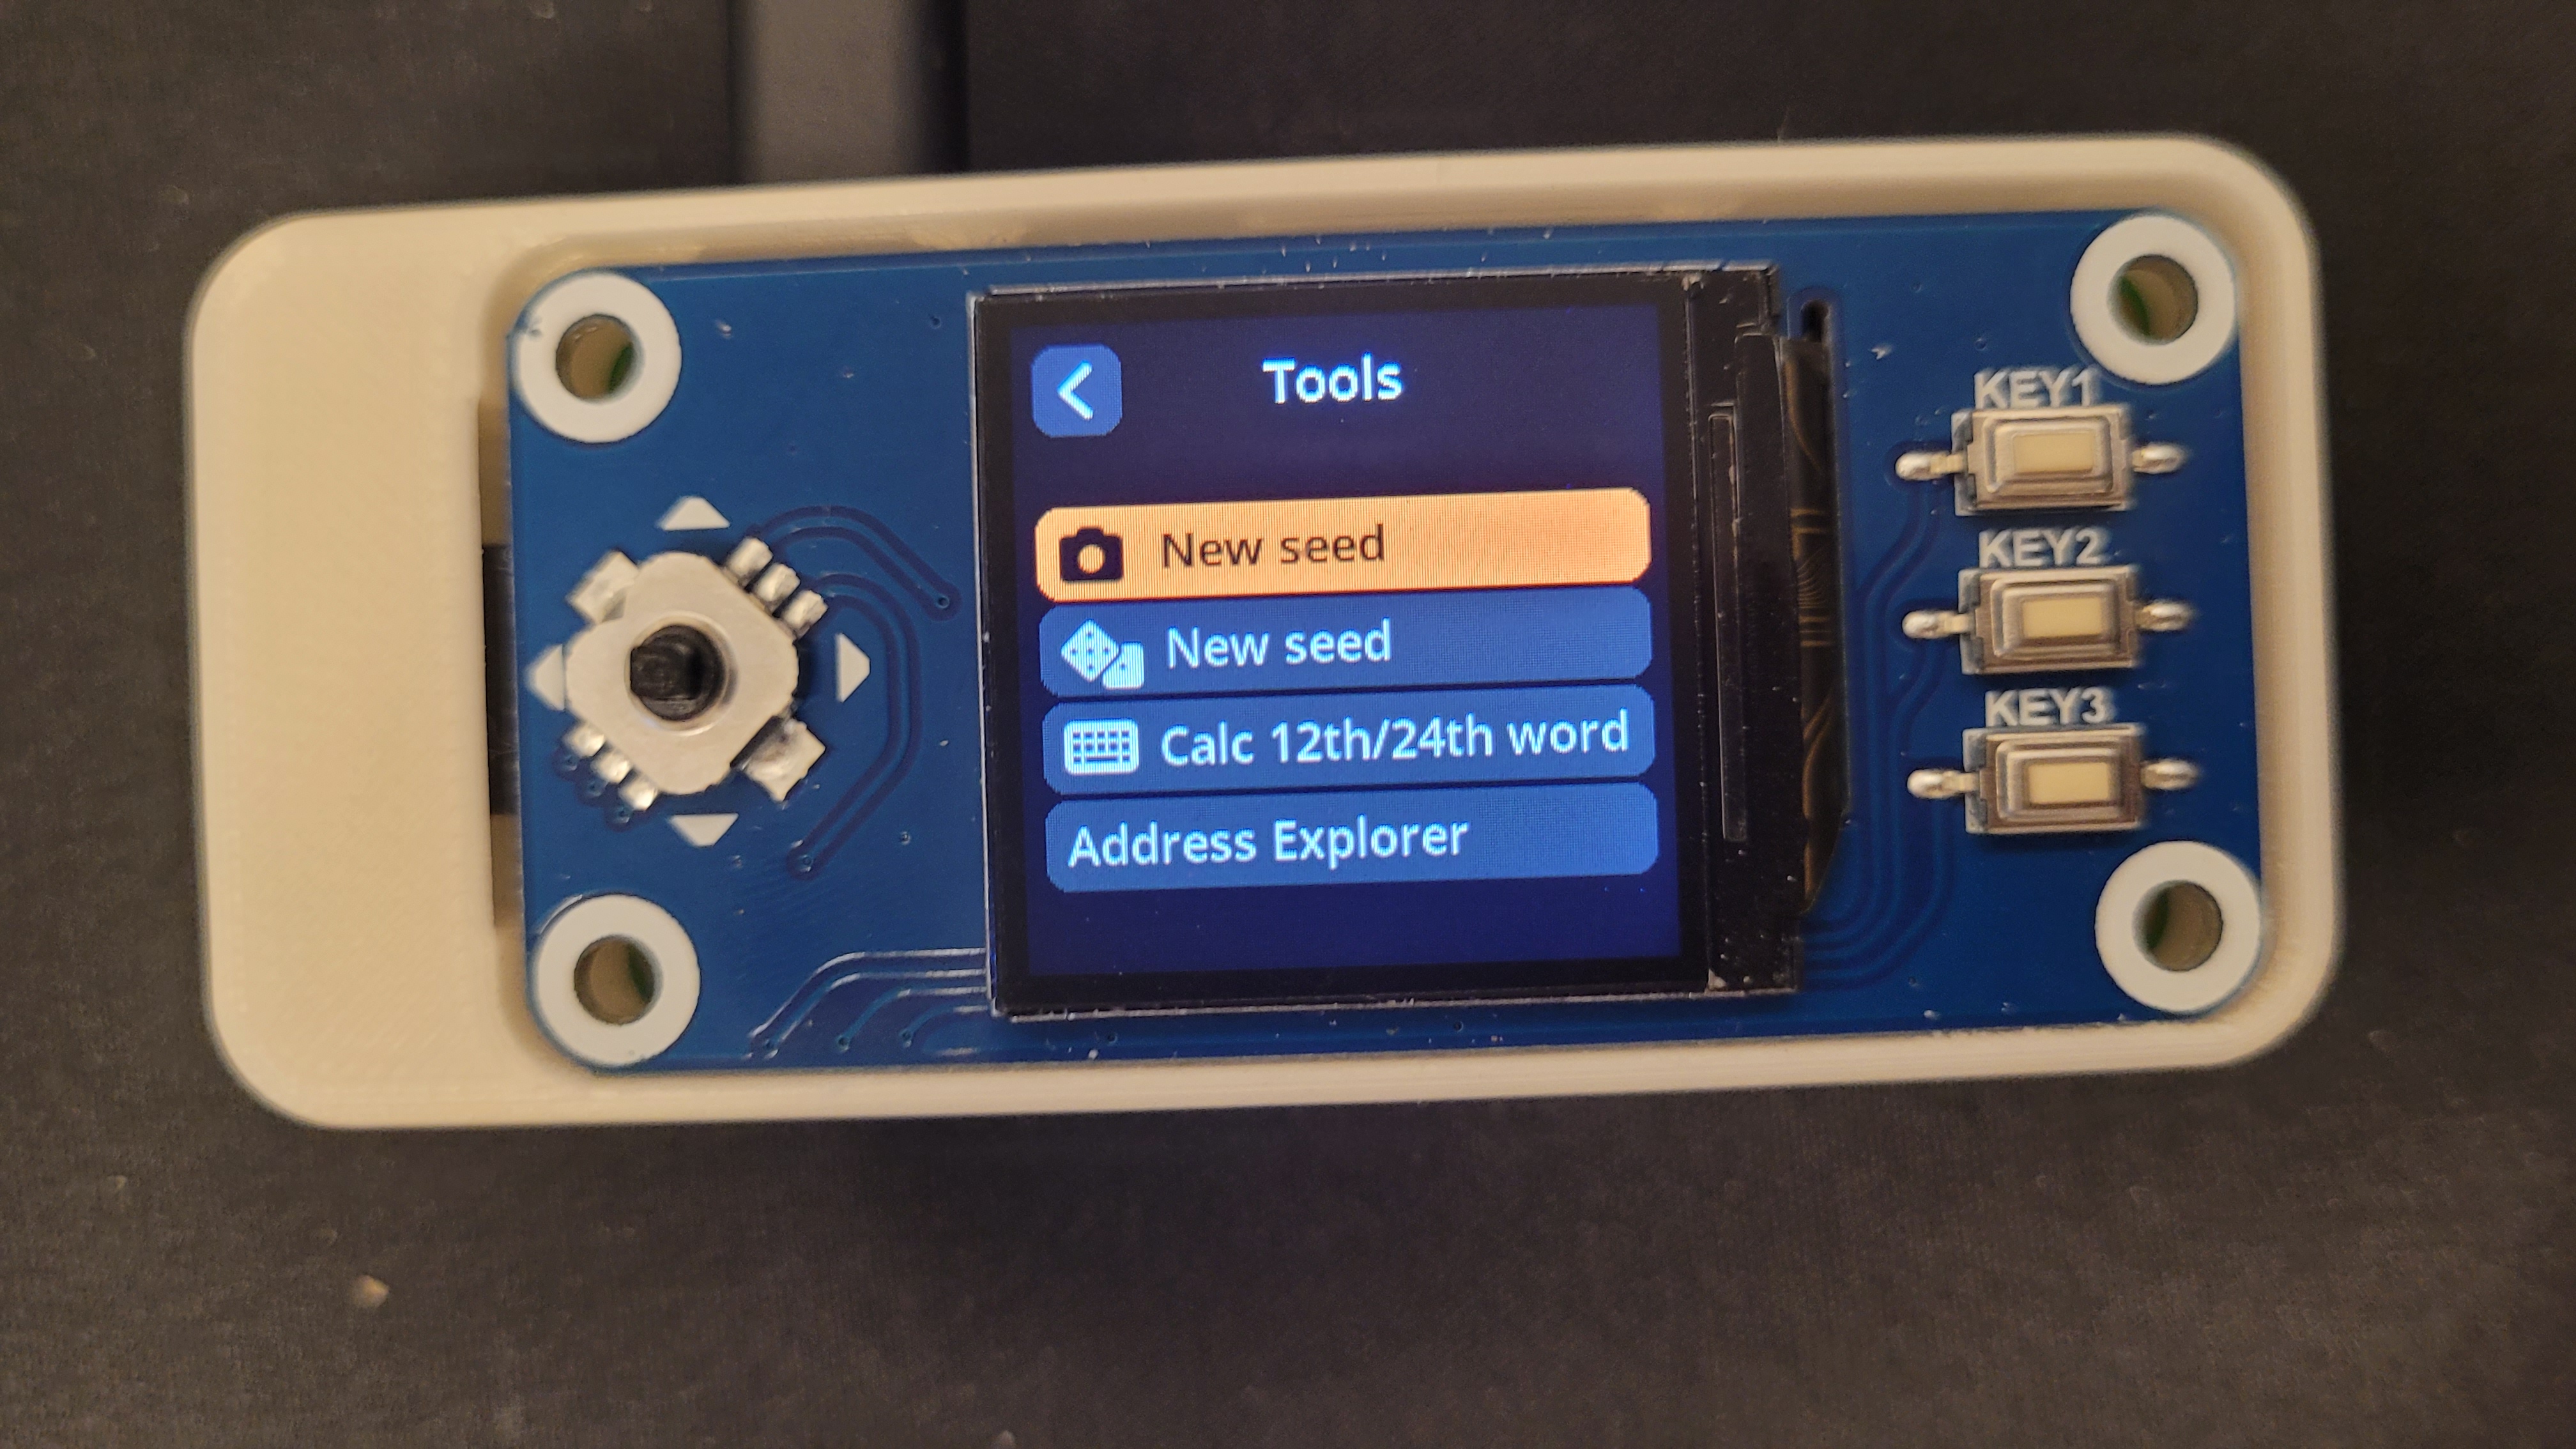 Tools
New seed
New seed
Calc 12th/24th word
Address Explorer
KEY1
KEY2
KEY3